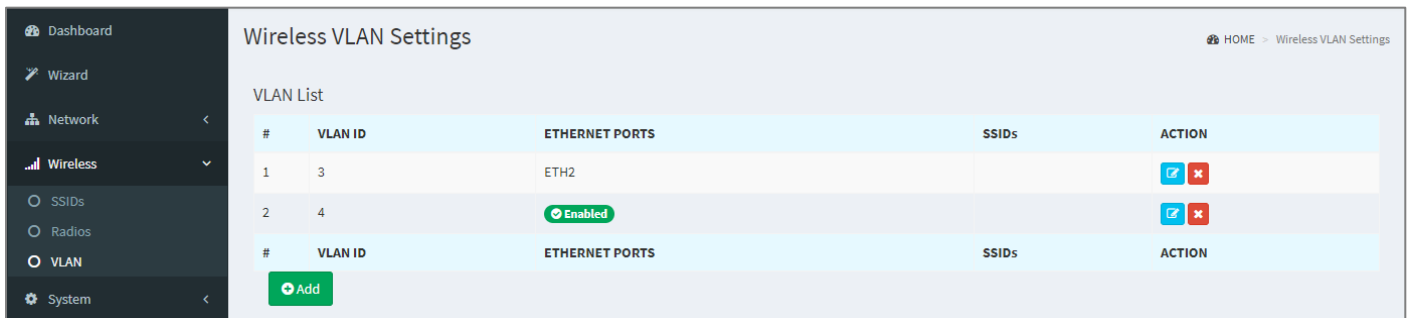 Dashboard
Wizard
Network
Wireless
SSIDs
Radios
VLAN
System
Wireless VLAN Settings
HOME > Wireless VLAN Settings
VLAN List
# VLAN ID ETHERNET PORTS SSIDs ACTION
1 3 ETH2
2 4 Enabled
# VLAN ID ETHERNET PORTS SSIDs ACTION
Add